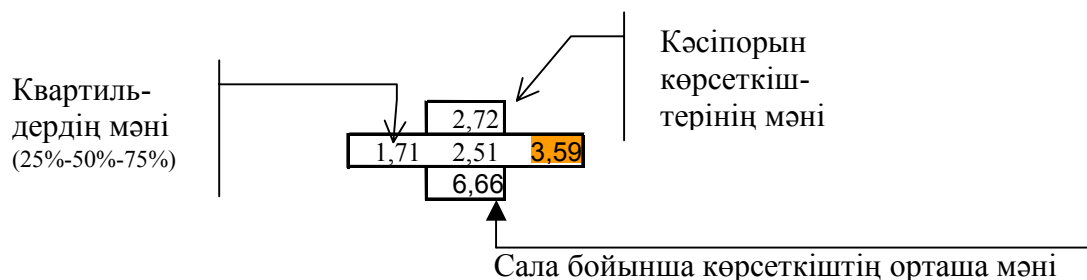 Кәсіпорын
көрсеткіш-
терінің мәні
Квартиль-
дердің мәні
(25%-50%-75%)
2,72
1,71 2,51 3,59
6,66
Сала бойынша көрсеткіштің орташа мәні